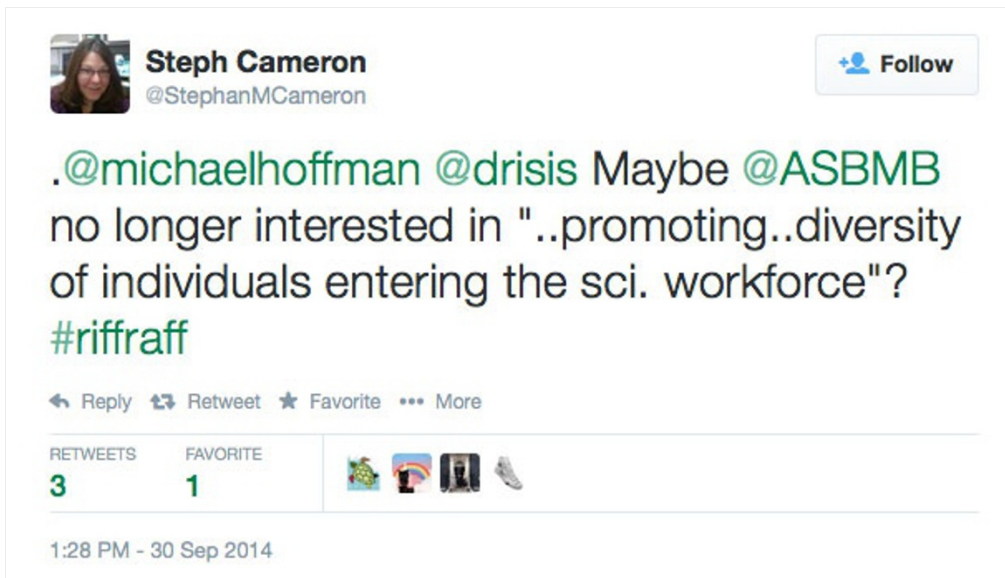 Steph Cameron
@StephanMCameron
Follow
.@michaelhoffman @drisis Maybe @ASBMB
no longer interested in "..promoting..diversity
of individuals entering the sci. workforce"?
#riffraff
Reply Retweet Favorite More
RETWEETS FAVORITE
3 1
1:28 PM - 30 Sep 2014